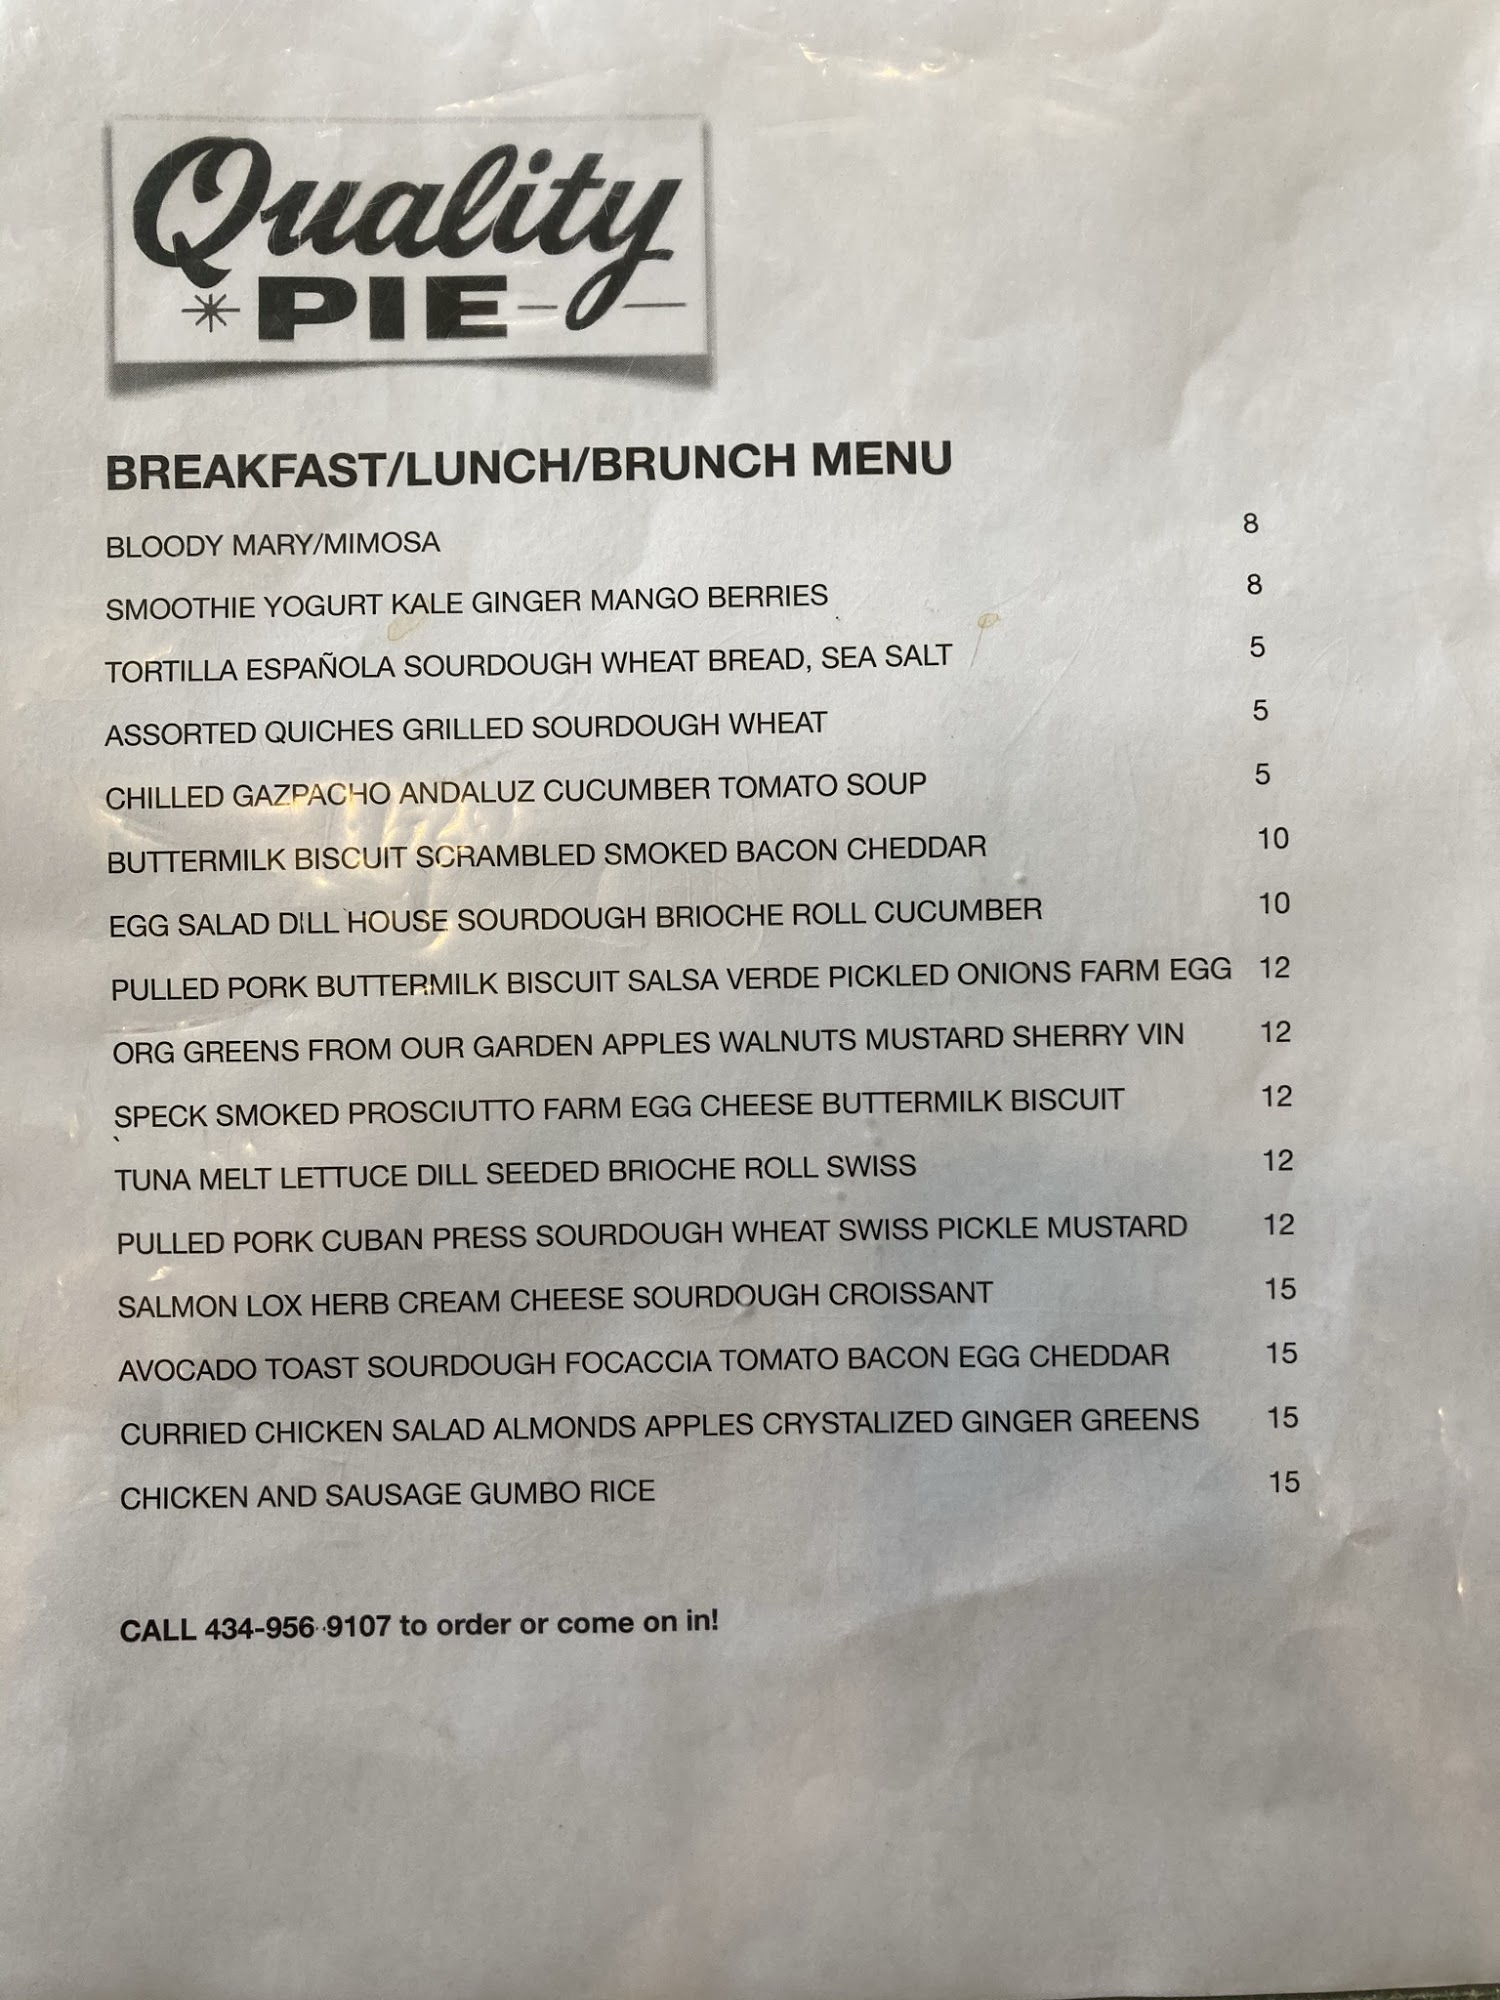 Quality
PIE
BREAKFAST/LUNCH/BRUNCH MENU
BLOODY MARY/MIMOSA 8
SMOOTHIE YOGURT KALE GINGER MANGO BERRIES 8
TORTILLA ESPAÑOLA SOURDOUGH WHEAT BREAD, SEA SALT 5
ASSORTED QUICHES GRILLED SOURDOUGH WHEAT 5
CHILLED GAZPACHO ANDALUZ CUCUMBER TOMATO SOUP 5
BUTTERMILK BISCUIT SCRAMBLED SMOKED BACON CHEDDAR 10
EGG SALAD DILL HOUSE SOURDOUGH BRIOCHE ROLL CUCUMBER 10
PULLED PORK BUTTERMILK BISCUIT SALSA VERDE PICKLED ONIONS FARM EGG 12
ORG GREENS FROM OUR GARDEN APPLES WALNUTS MUSTARD SHERRY VIN 12
SPECK SMOKED PROSCIUTTO FARM EGG CHEESE BUTTERMILK BISCUIT 12
TUNA MELT LETTUCE DILL SEEDED BRIOCHE ROLL SWISS 12
PULLED PORK CUBAN PRESS SOURDOUGH WHEAT SWISS PICKLE MUSTARD 12
SALMON LOX HERB CREAM CHEESE SOURDOUGH CROISSANT 15
AVOCADO TOAST SOURDOUGH FOCACCIA TOMATO BACON EGG CHEDDAR 15
CURRIED CHICKEN SALAD ALMONDS APPLES CRYSTALIZED GINGER GREENS 15
CHICKEN AND SAUSAGE GUMBO RICE 15
CALL 434-956-9107 to order or come on in!